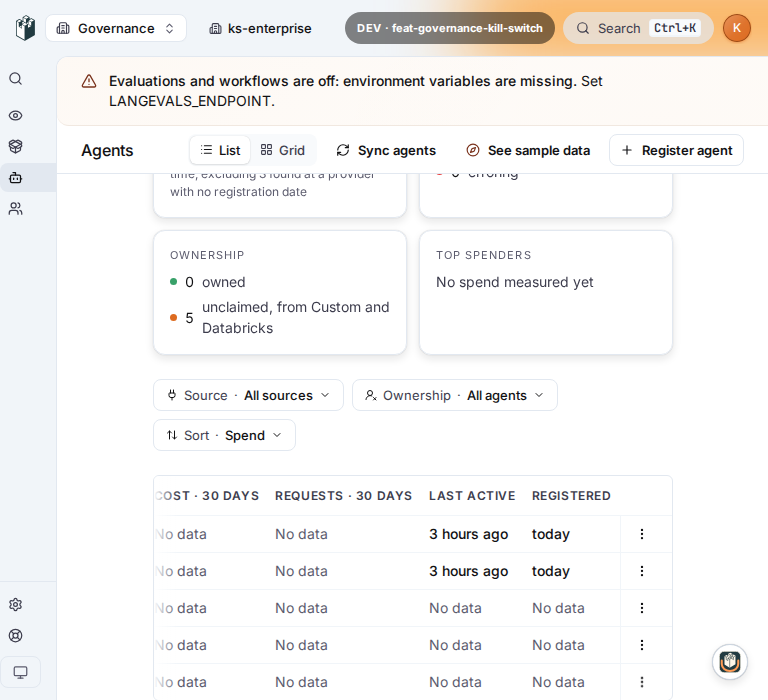 Governance
ks-enterprise
DEV · feat-governance-kill-switch
Search Ctrl+K
K
Evaluations and workflows are off: environment variables are missing. Set
LANGEVALS_ENDPOINT.
Agents
List
Grid
Sync agents
See sample data
Register agent
time, excluding 3 found at a provider
with no registration date
0 erroring
OWNERSHIP
0 owned
5 unclaimed, from Custom and
Databricks
TOP SPENDERS
No spend measured yet
Source · All sources
Ownership · All agents
Sort · Spend
COST · 30 DAYS REQUESTS · 30 DAYS LAST ACTIVE REGISTERED
No data No data 3 hours ago today
No data No data 3 hours ago today
No data No data No data No data
No data No data No data No data
No data No data No data No data